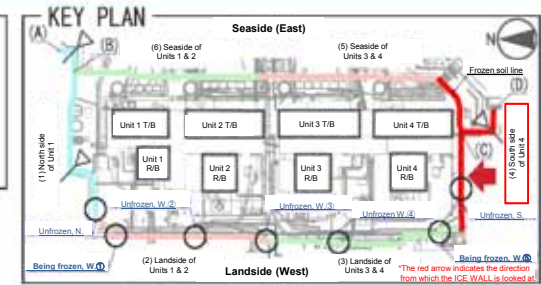 KEY PLAN
Seaside (East)
(A)
(B)
(6) Seaside of
Units 1 & 2
(5) Seaside of
Units 3 & 4
N
Frozen soil line
(D)
(1) North side
of Unit 1
Unit 1 T/B
Unit 2 T/B
Unit 3 T/B
Unit 4 T/B
(C)
(4) South side
of Unit 4
Unit 1
R/B
Unit 2
R/B
Unit 3
R/B
Unit 4
R/B
Unfrozen, W.②
Unfrozen, W.③
Unfrozen, W.④
Unfrozen, S.
Unfrozen, N.
Being frozen, W.①
(2) Landside of
Units 1 & 2
Landside (West)
(3) Landside of
Units 3 & 4
Being frozen, W.⑤
*The red arrow indicates the direction
from which the ICE WALL is looked at.